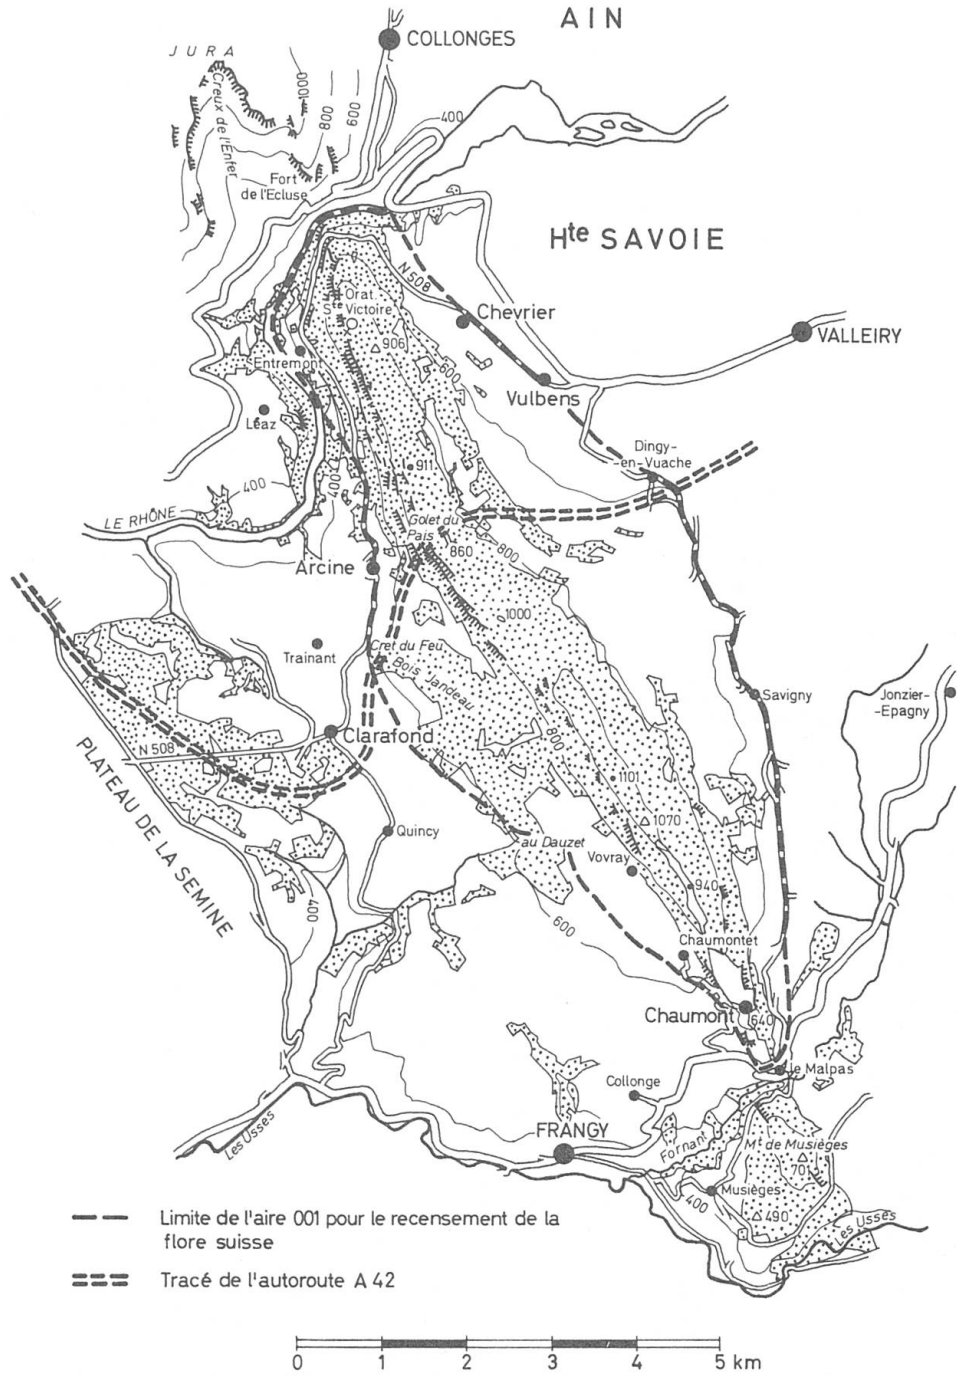 AIN
COLLONGES
JURA
Creux de l'Enfer
1000
800
600
400
Fort
de l'Ecluse
Hte SAVOIE
N 508
Orat.
Ste Victoire
Chevrier
VALLEIRY
906
Entremont
600
Vulbens
Léaz
Dingy-
-en-Vuache
911
400
400
LE RHÔNE
Golet du
Pais
860
800
Arcine
1000
Trainant
Cret du Feu
Bois Jandeau
Savigny
Jonzier-
-Epagny
N 508
Clarafond
800
PLATEAU DE LA SEMINE
1101
1070
Quincy
au Dauzet
Vovray
940
400
600
Chaumontet
Chaumont
640
le Malpas
Collonge
FRANGY
Fornant
Mt de Musièges
701
Les Usses
Musièges
400
490
Les Usses
Limite de l'aire 001 pour le recensement de la
flore suisse
Tracé de l'autoroute A 42
0 1 2 3 4 5 km